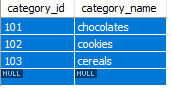 category_id category_name
101 chocolates
102 cookies
103 cereals
NULL NULL